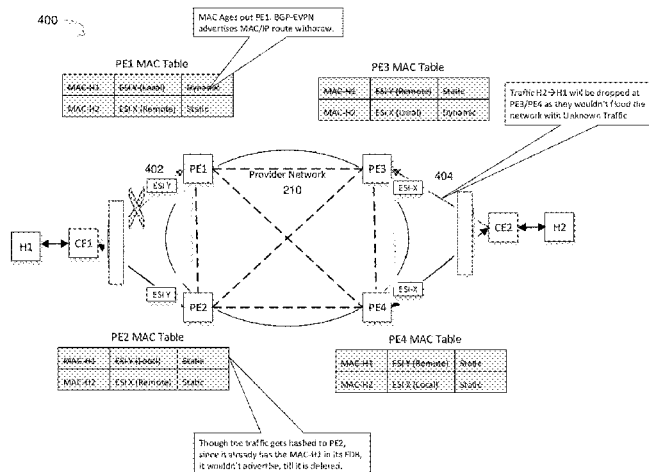 400
MAC Ages out PE1. BGP-EVPN
advertises MAC/IP route withdraw.
PE1 MAC Table
MAC-H1 ESI Y (Local) Dynamic
MAC-H2 ESI X (Remote) Static
PE3 MAC Table
MAC-H1 ESI Y (Remote) Static
MAC-H2 ESI X (Local) Dynamic
Traffic H2→H1 will be dropped at
PE3/PE4 as they wouldn't flood the
network with Unknown Traffic
402
PE1
ESI Y
Provider Network
210
PE3
ESI-X
404
H1
CE1
CE2
H2
ESI Y
PE2
PE4
ESI-X
PE2 MAC Table
MAC-H1 ESI Y (Local) Static
MAC-H2 ESI X (Remote) Static
PE4 MAC Table
MAC-H1 ESI Y (Remote) Static
MAC-H2 ESI X (Local) Static
Though the traffic gets hashed to PE2,
since is already has the MAC-H1 in its FDB,
it wouldn't advertise, till it is deleted.